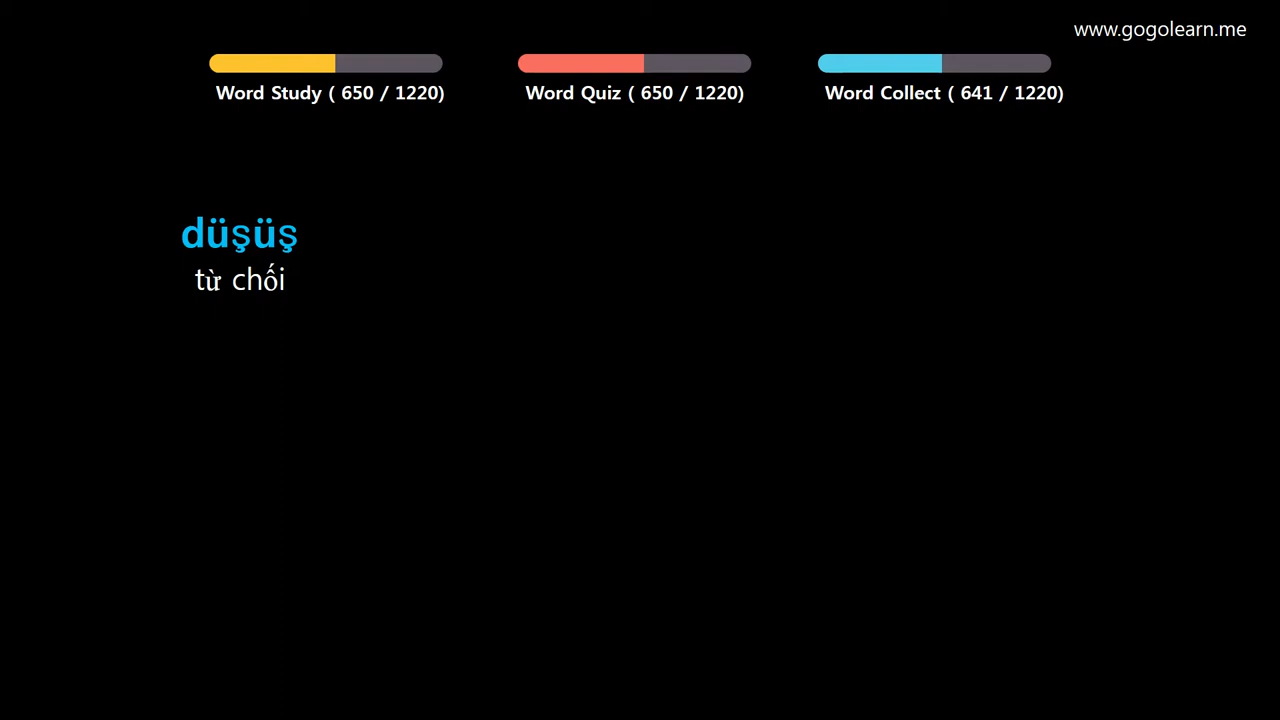 www.gogolearn.me
Word Study ( 650 / 1220)
Word Quiz ( 650 / 1220)
Word Collect ( 641 / 1220)
düşüş
từ chối